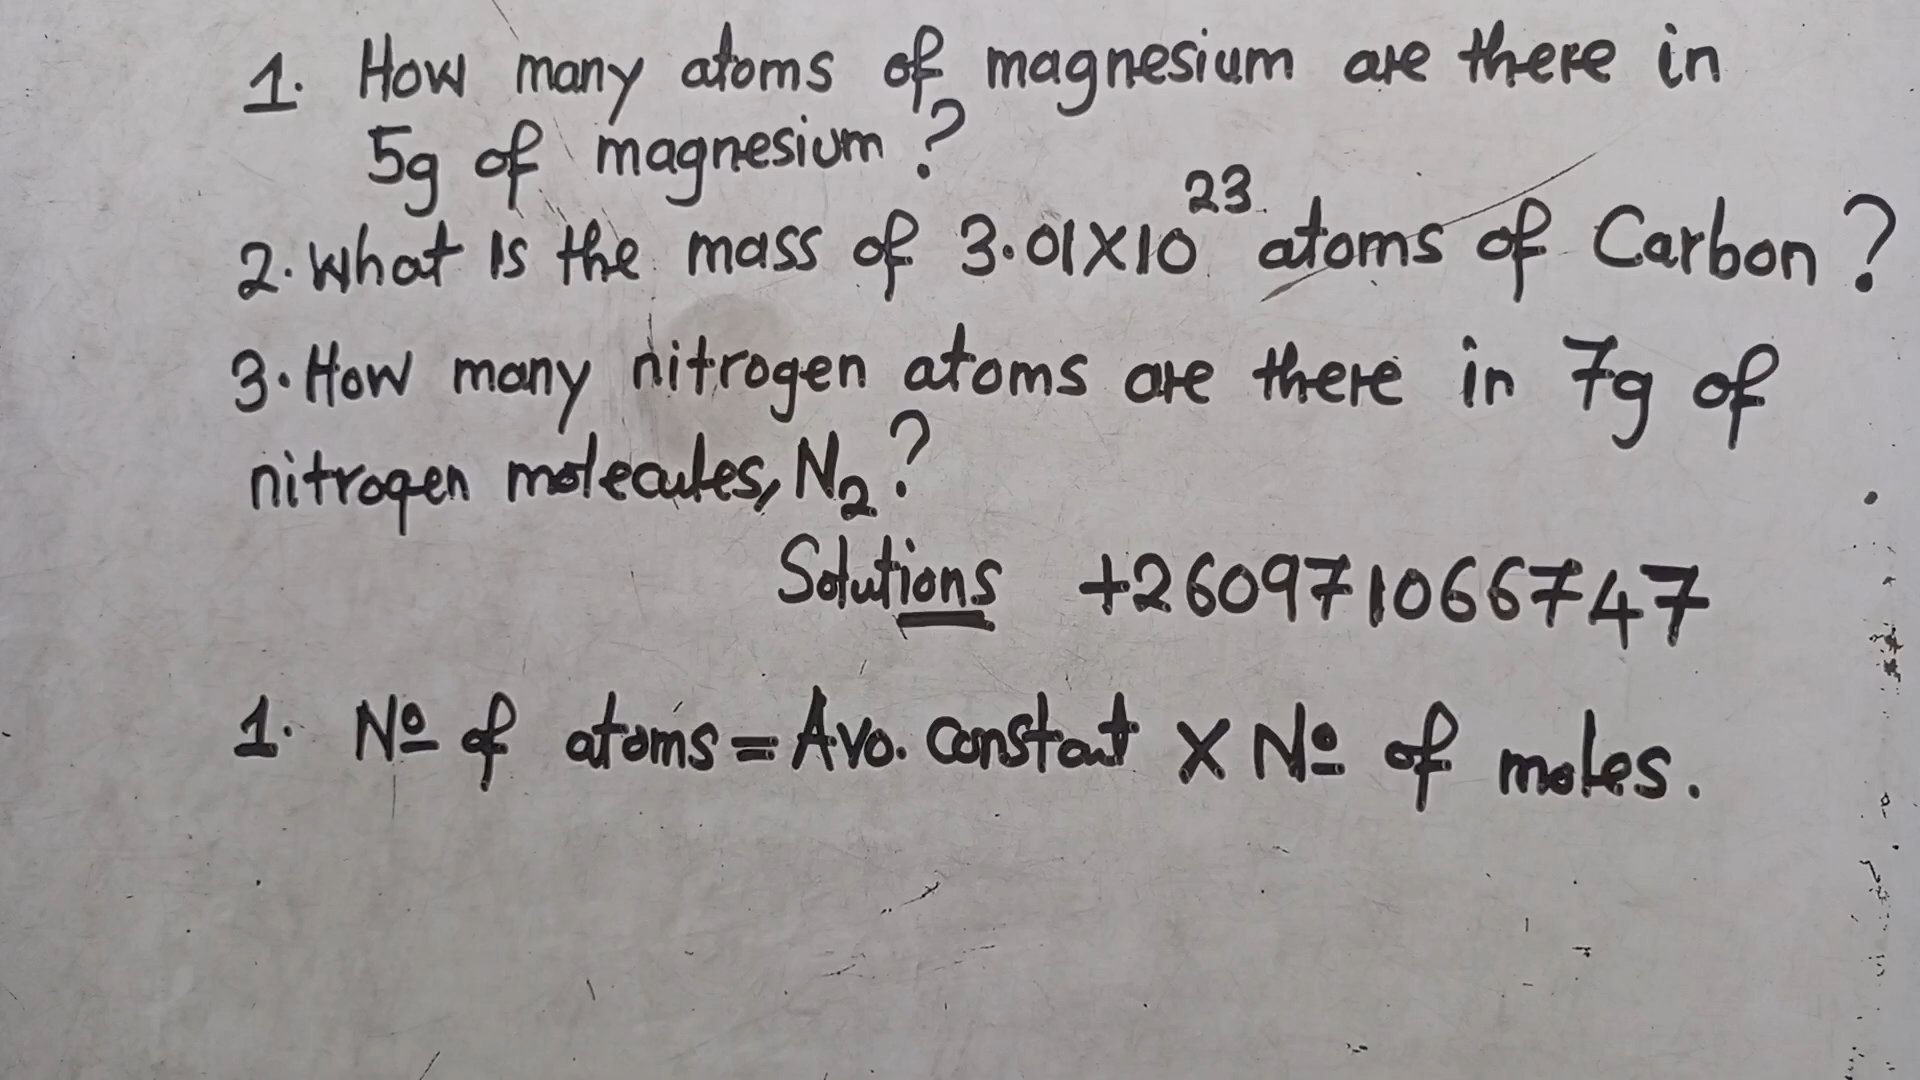 1. How many atoms of magnesium are there in
5g of magnesium?
2. What is the mass of 3.01X10²³ atoms of Carbon?
3. How many nitrogen atoms are there in 7g of
nitrogen molecules, N₂?
Solutions +260971066747
1. Nº of atoms = Avo. Constant X Nº of moles.